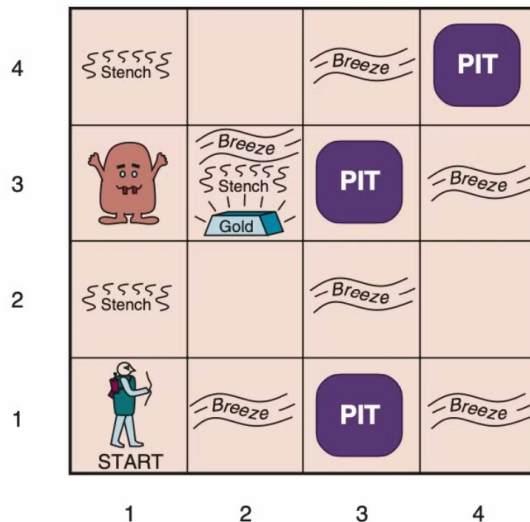 4
Stench
Breeze
PIT
3
Breeze
Stench
Gold
PIT
Breeze
2
Stench
Breeze
1
START
Breeze
PIT
Breeze
1 2 3 4